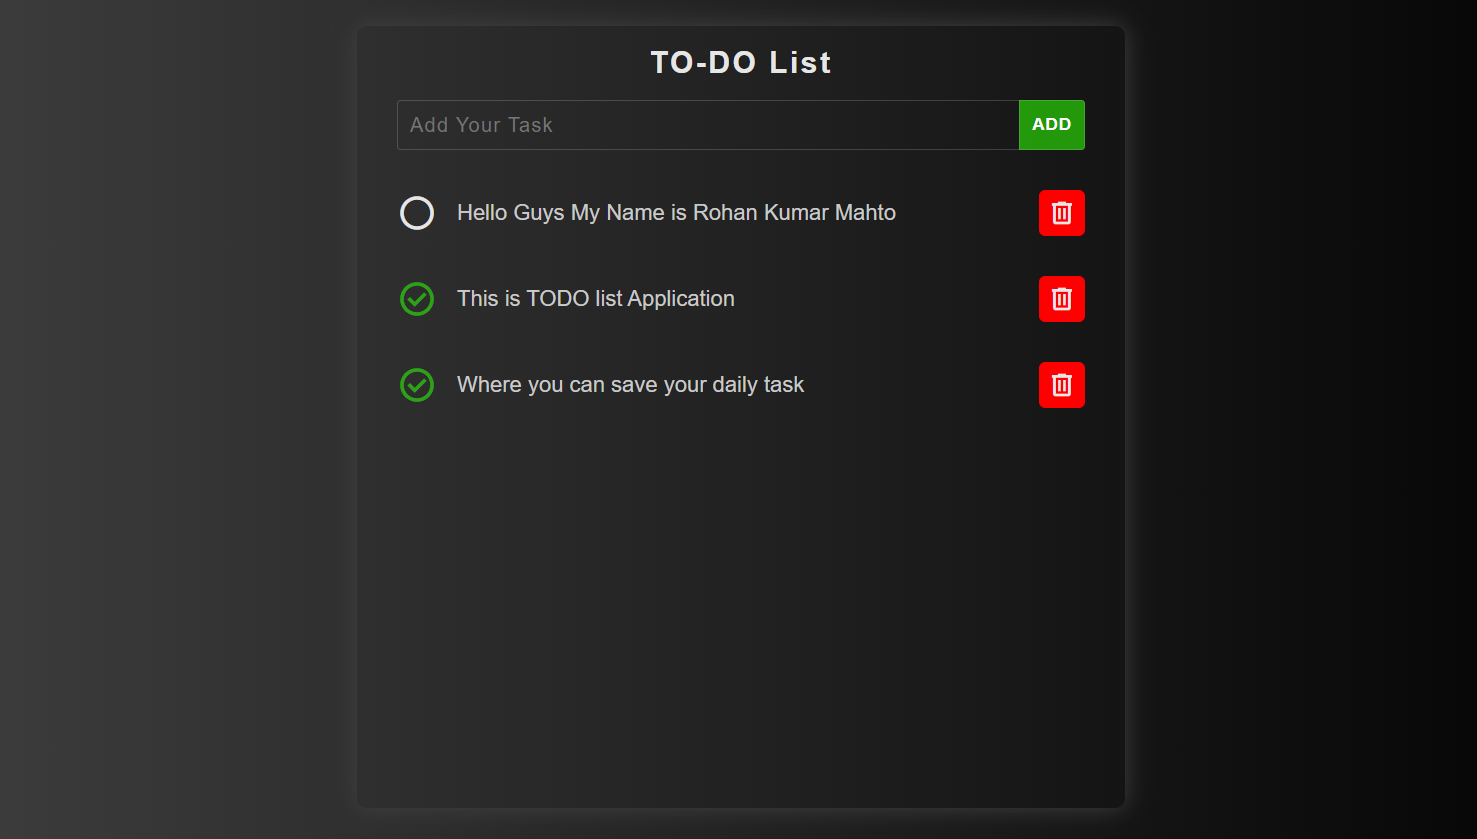 TO-DO List
Add Your Task
ADD
Hello Guys My Name is Rohan Kumar Mahto
This is TODO list Application
Where you can save your daily task